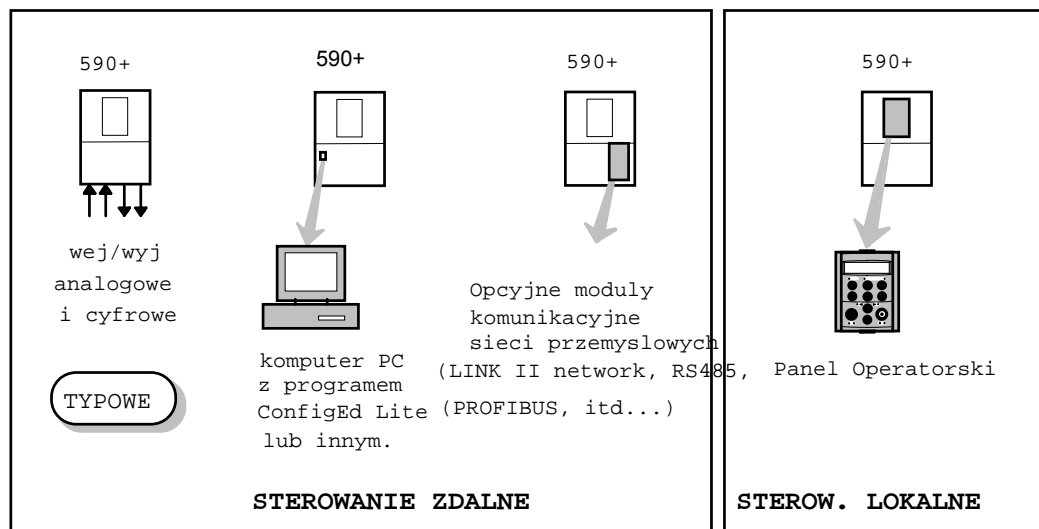 590+
wej/wyj
analogowe
i cyfrowe
TYPOWE
590+
komputer PC
z programem
ConfigEd Lite
lub innym.
590+
Opcyjne moduly
komunikacyjne
sieci przemyslowych
(LINK II network, RS485,
(PROFIBUS, itd...)
STEROWANIE ZDALNE
590+
Panel Operatorski
STEROW. LOKALNE